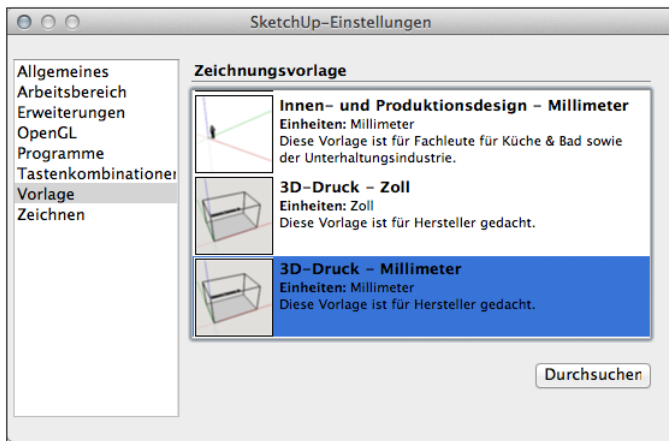 SketchUp-Einstellungen
Allgemeines
Arbeitsbereich
Erweiterungen
OpenGL
Programme
Tastenkombinationen
Vorlage
Zeichnen
Zeichnungsvorlage
Innen- und Produktionsdesign - Millimeter
Einheiten: Millimeter
Diese Vorlage ist für Fachleute für Küche & Bad sowie
der Unterhaltungsindustrie.
3D-Druck - Zoll
Einheiten: Zoll
Diese Vorlage ist für Hersteller gedacht.
3D-Druck - Millimeter
Einheiten: Millimeter
Diese Vorlage ist für Hersteller gedacht.
Durchsuchen